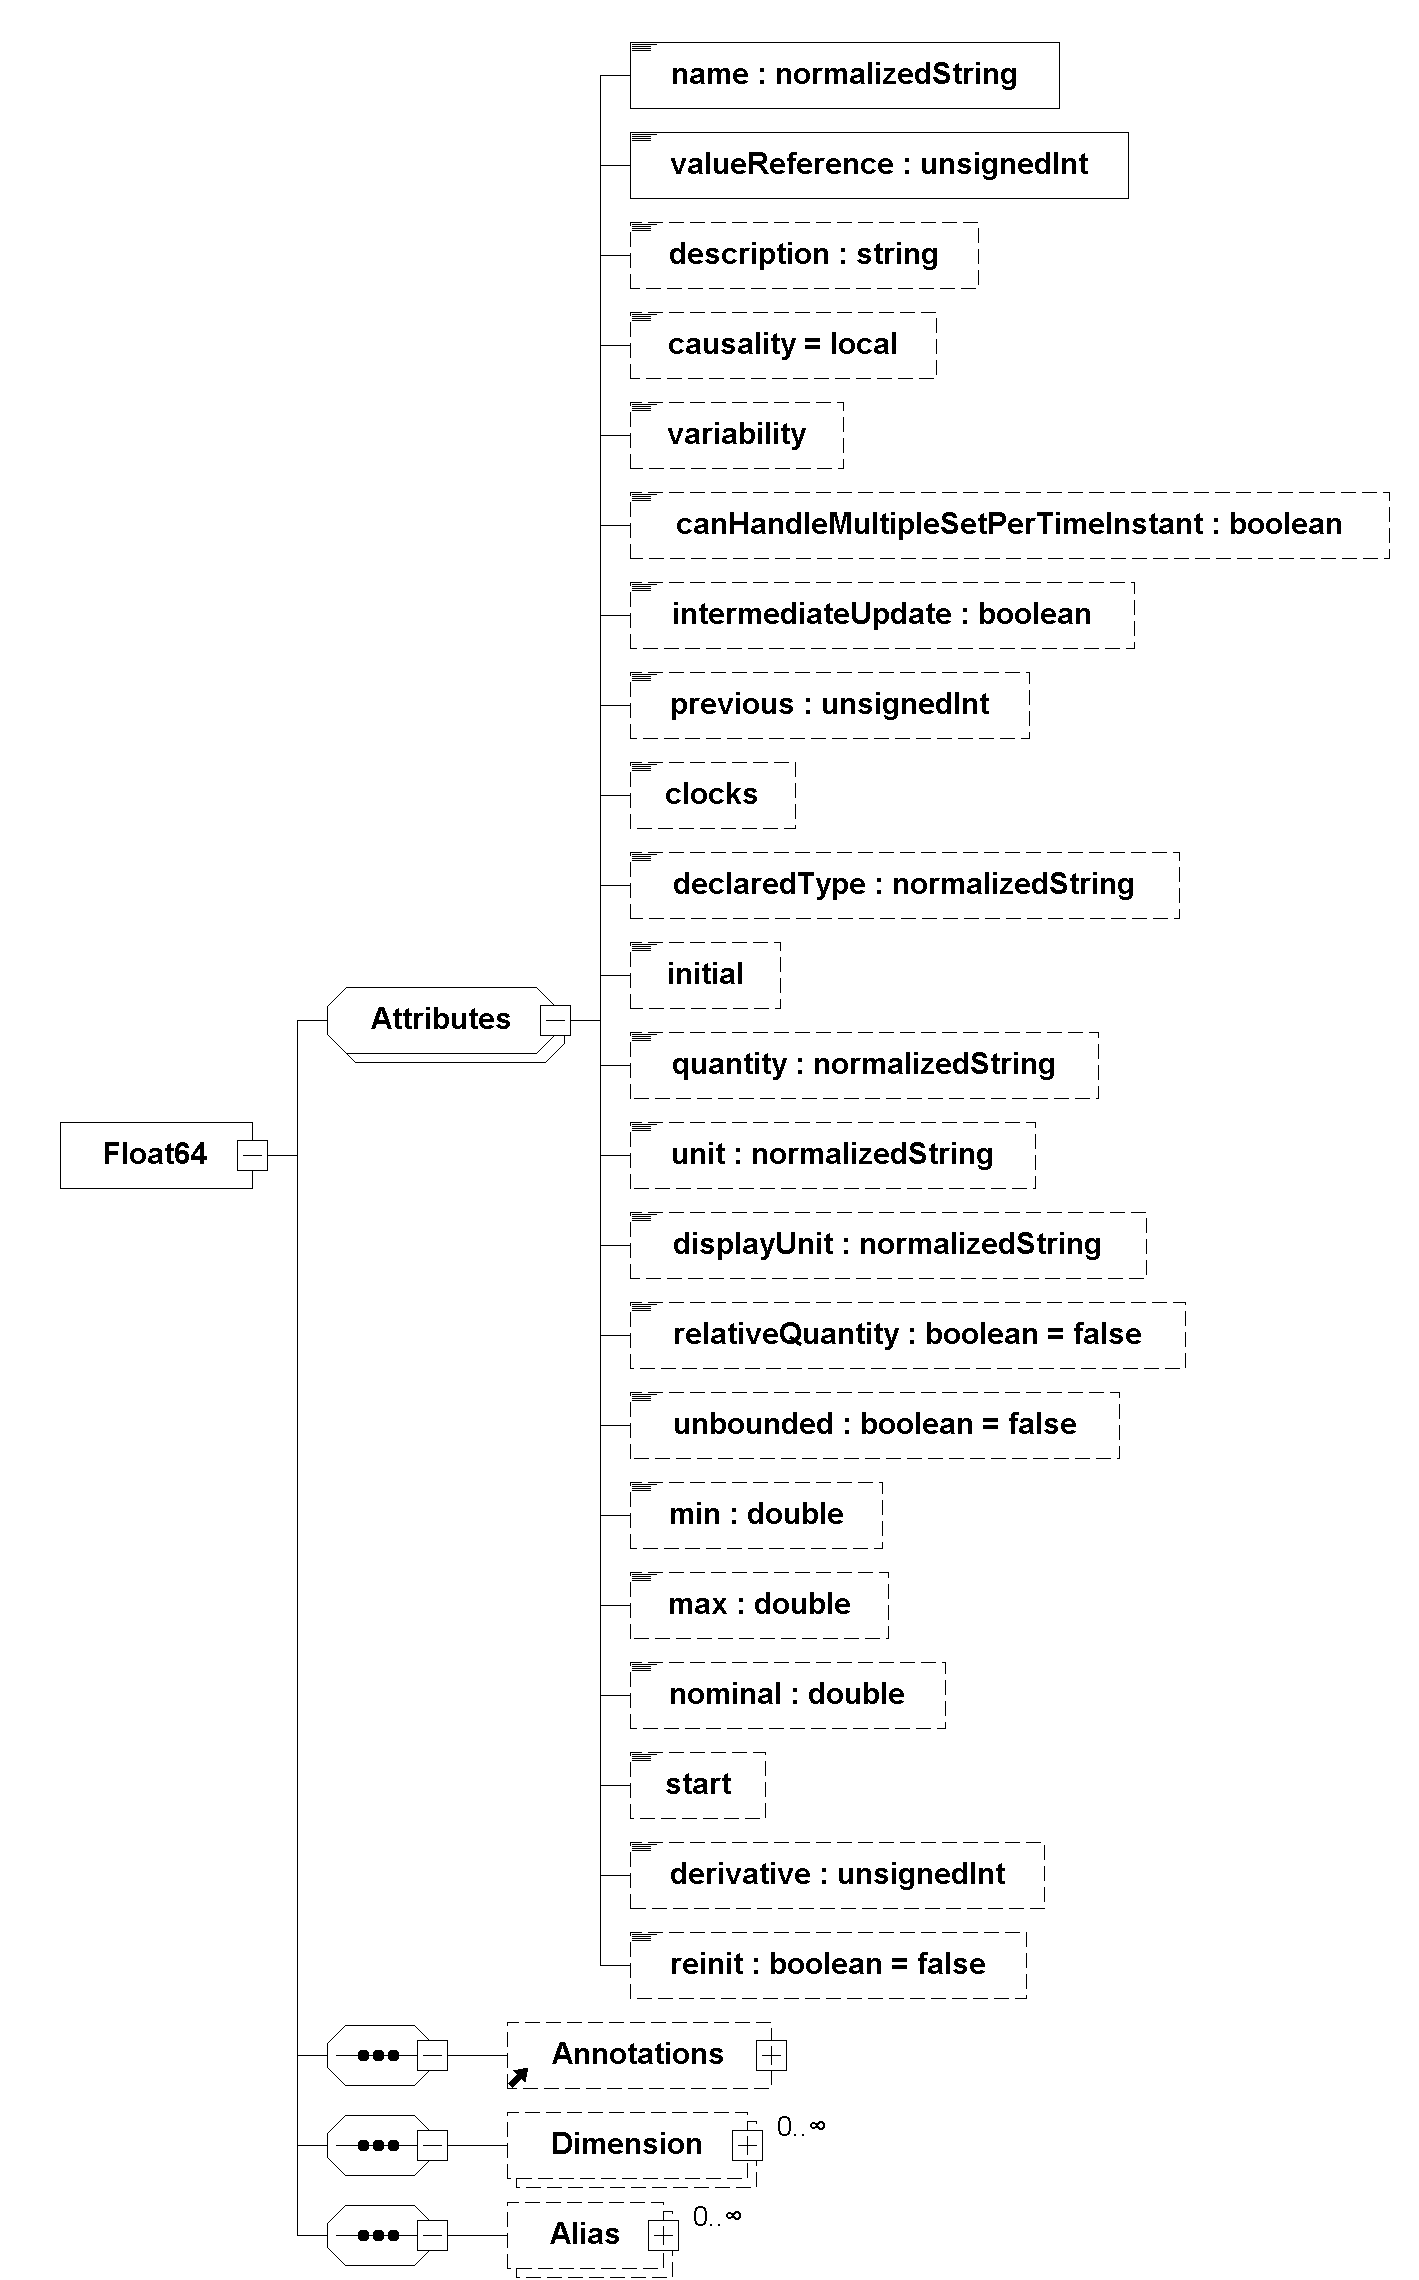 name : normalizedString
valueReference : unsignedInt
description : string
causality = local
variability
canHandleMultipleSetPerTimeInstant : boolean
intermediateUpdate : boolean
previous : unsignedInt
clocks
declaredType : normalizedString
initial
Attributes
quantity : normalizedString
Float64
unit : normalizedString
displayUnit : normalizedString
relativeQuantity : boolean = false
unbounded : boolean = false
min : double
max : double
nominal : double
start
derivative : unsignedInt
reinit : boolean = false
Annotations
Dimension
0..∞
Alias
0..∞